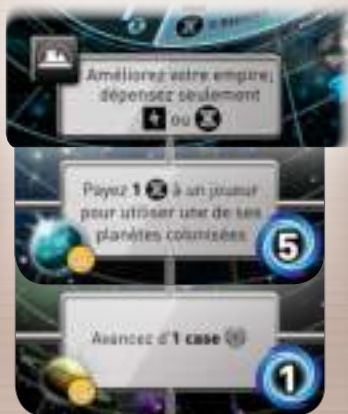 Améliorez votre empire;
dépensez seulement
ou
Payez 1 à un joueur
pour utiliser une de ses
planètes colonisées
5
Avancez d'1 case
1